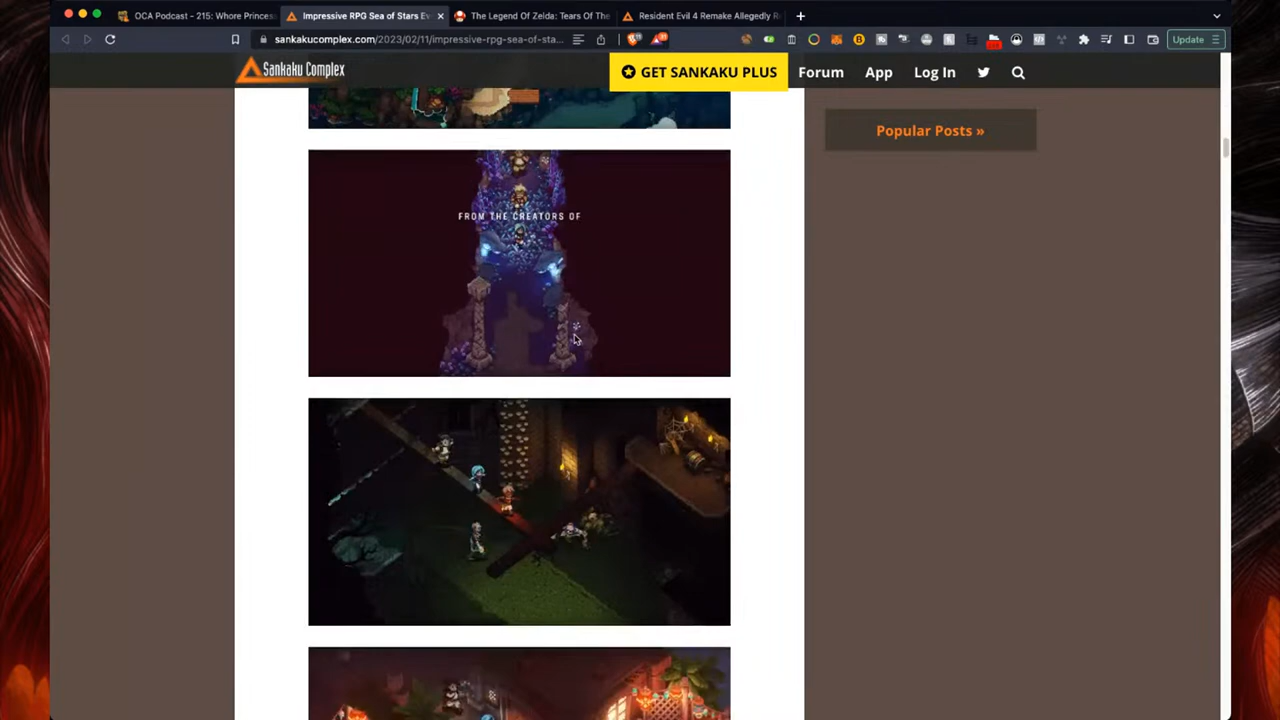 OCA Podcast - 215: Whore Princes
Impressive RPG Sea of Stars Ev
The Legend Of Zelda: Tears Of The
Resident Evil 4 Remake Allegedly R
sankakucomplex.com/2023/02/11/impressive-rpg-sea-of-sta...
Update
Sankaku Complex
GET SANKAKU PLUS
Forum
App
Log In
Popular Posts »
FROM THE CREATORS OF